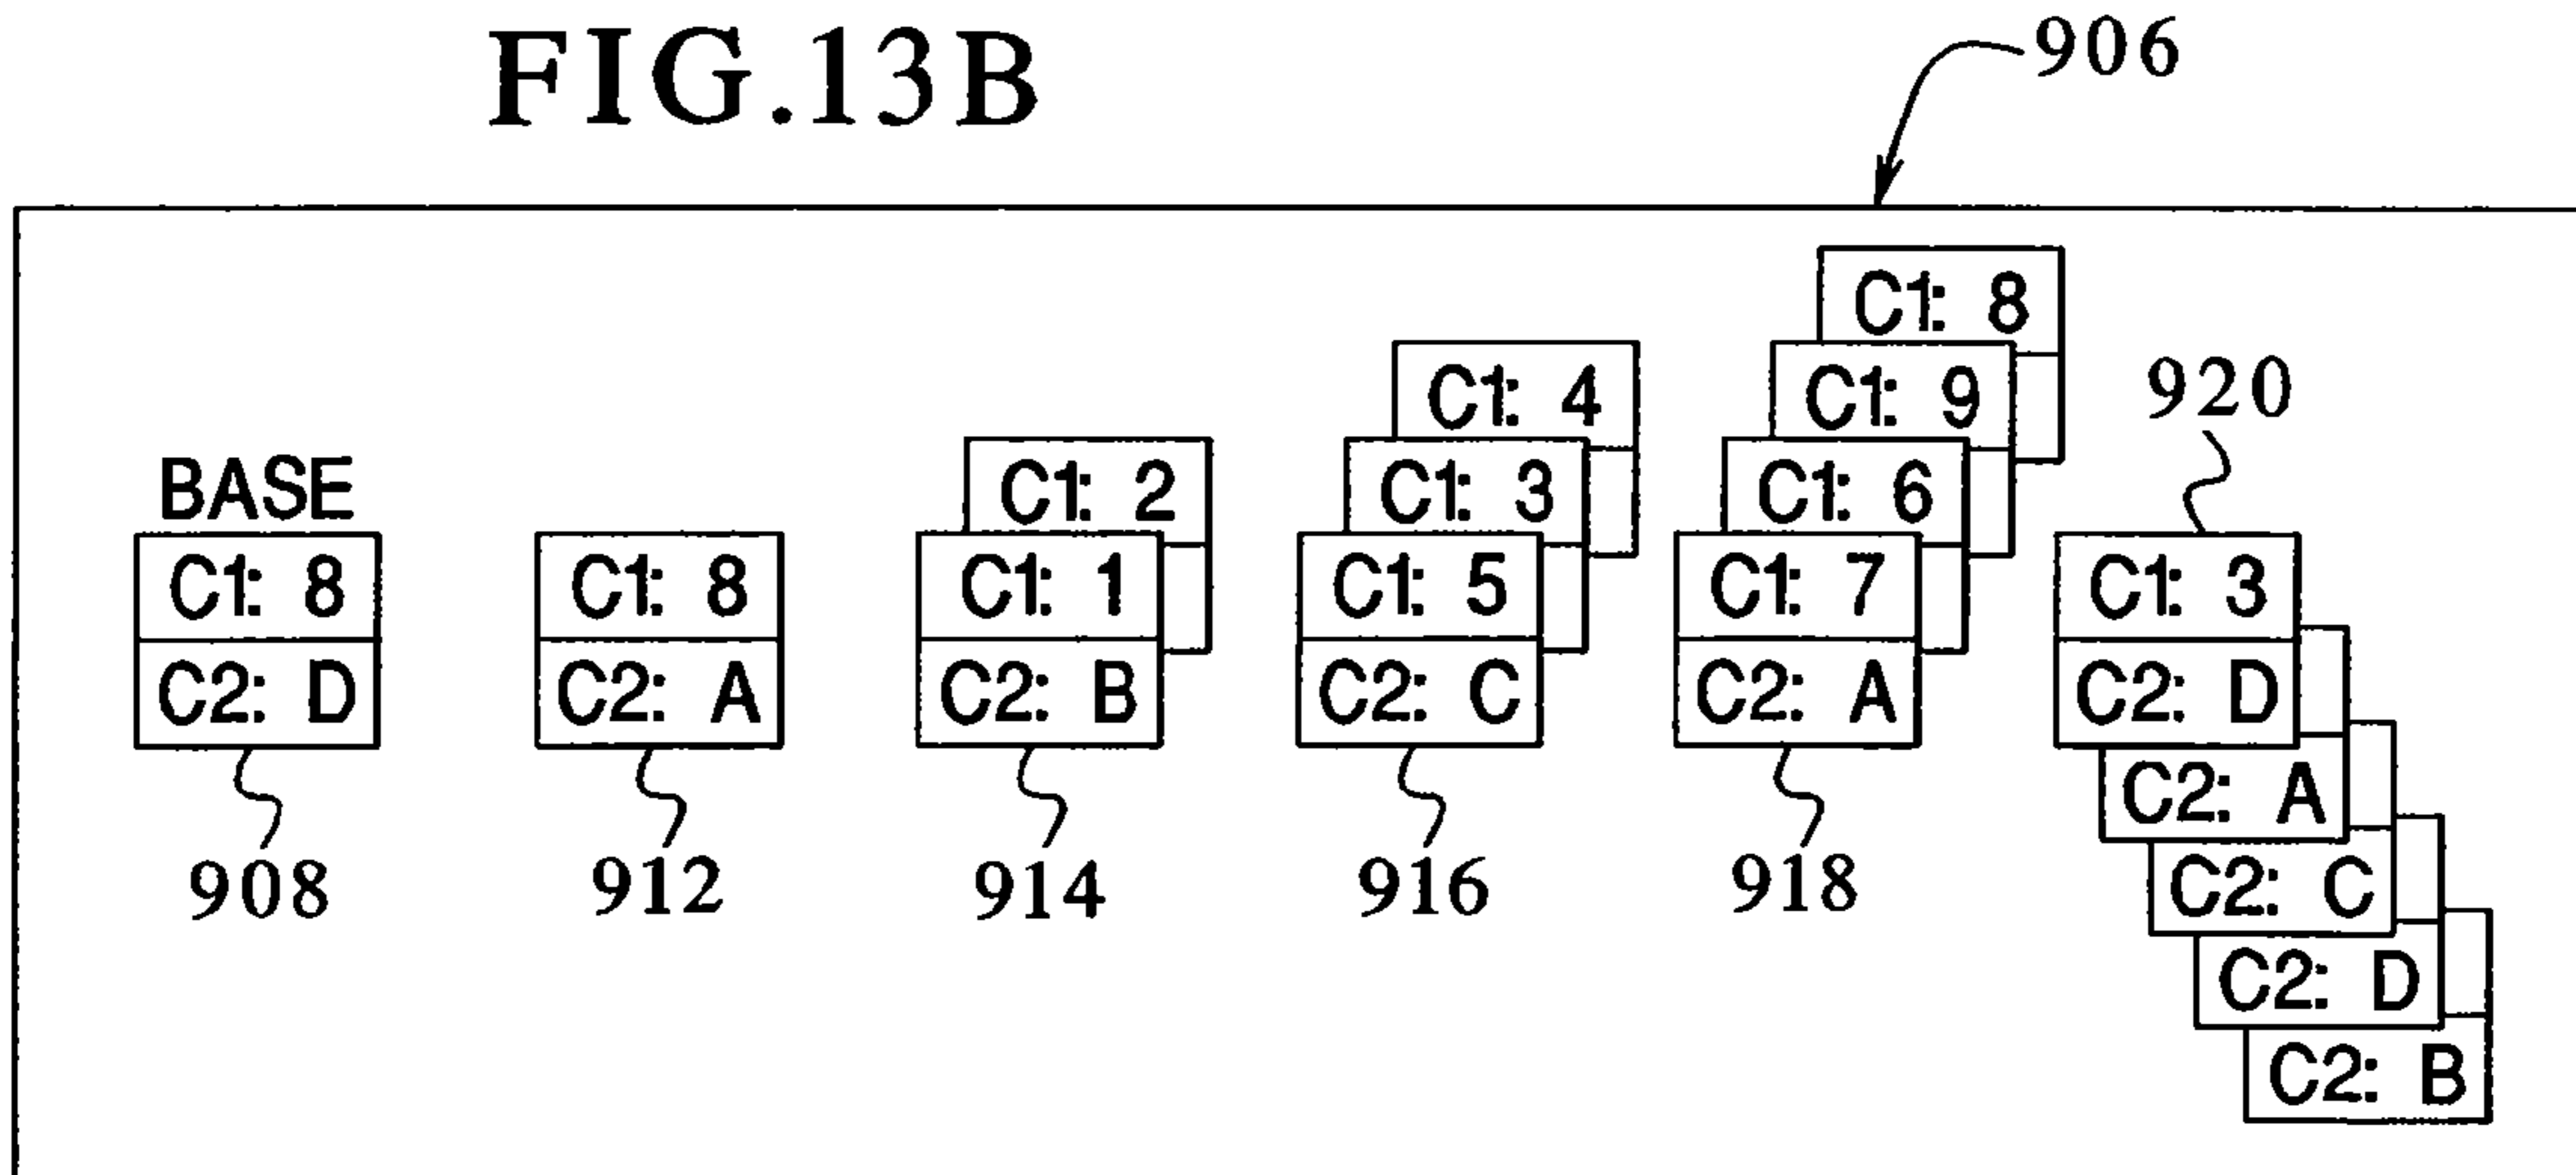 FIG.13B
906
BASE
C1: 8
C2: D
908
C1: 8
C2: A
912
C1: 2
C1: 1
C2: B
914
C1: 4
C1: 3
C1: 5
C2: C
916
C1: 8
C1: 9
C1: 6
C1: 7
C2: A
918
920
C1: 3
C2: D
C2: A
C2: C
C2: D
C2: B